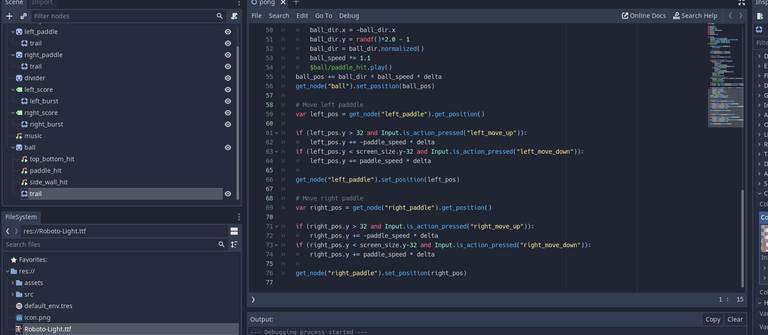 Scene
Import
Filter nodes
left_paddle
trail
right_paddle
trail
divider
left_score
left_burst
right_score
right_burst
music
ball
top_bottom_hit
paddle_hit
side_wall_hit
trail
FileSystem
res://Roboto-Light.ttf
Search files
Favorites:
res://
assets
src
default_env.tres
icon.png
Roboto-Light.ttf
pong
File Search Edit Go To Debug
Online Docs
Search Help
50 ball_dir.x = -ball_dir.x
51 ball_dir.y = randf()*2.0 - 1
52 ball_dir = ball_dir.normalized()
53 ball_speed *= 1.1
54 $ball/paddle_hit.play()
55 ball_pos += ball_dir * ball_speed * delta
56 get_node("ball").set_position(ball_pos)
57
58 # Move left padddle
59 var left_pos = get_node("left_paddle").get_position()
60
61 if (left_pos.y > 32 and Input.is_action_pressed("left_move_up")):
62 left_pos.y += -paddle_speed * delta
63 if (left_pos.y < screen_size.y-32 and Input.is_action_pressed("left_move_down")):
64 left_pos.y += paddle_speed * delta
65
66 get_node("left_paddle").set_position(left_pos)
67
68 # Move right paddle
69 var right_pos = get_node("right_paddle").get_position()
70
71 if (right_pos.y > 32 and Input.is_action_pressed("right_move_up")):
72 right_pos.y += -paddle_speed * delta
73 if (right_pos.y < screen_size.y-32 and Input.is_action_pressed("right_move_down")):
74 right_pos.y += paddle_speed * delta
75
76 get_node("right_paddle").set_position(right_pos)
77
1 : 15
Output:
Copy
Clear
--- Debugging process started ---